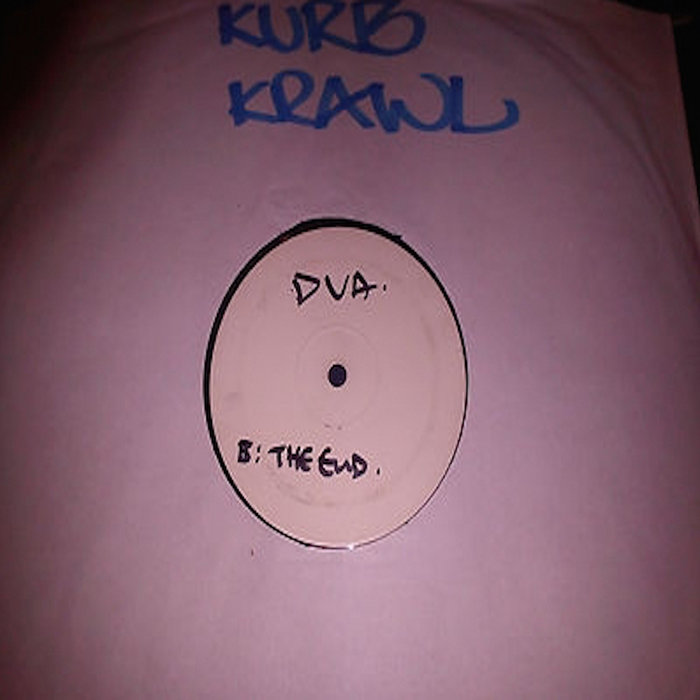 KURB
KRAWL
DVA.
B: THE END.